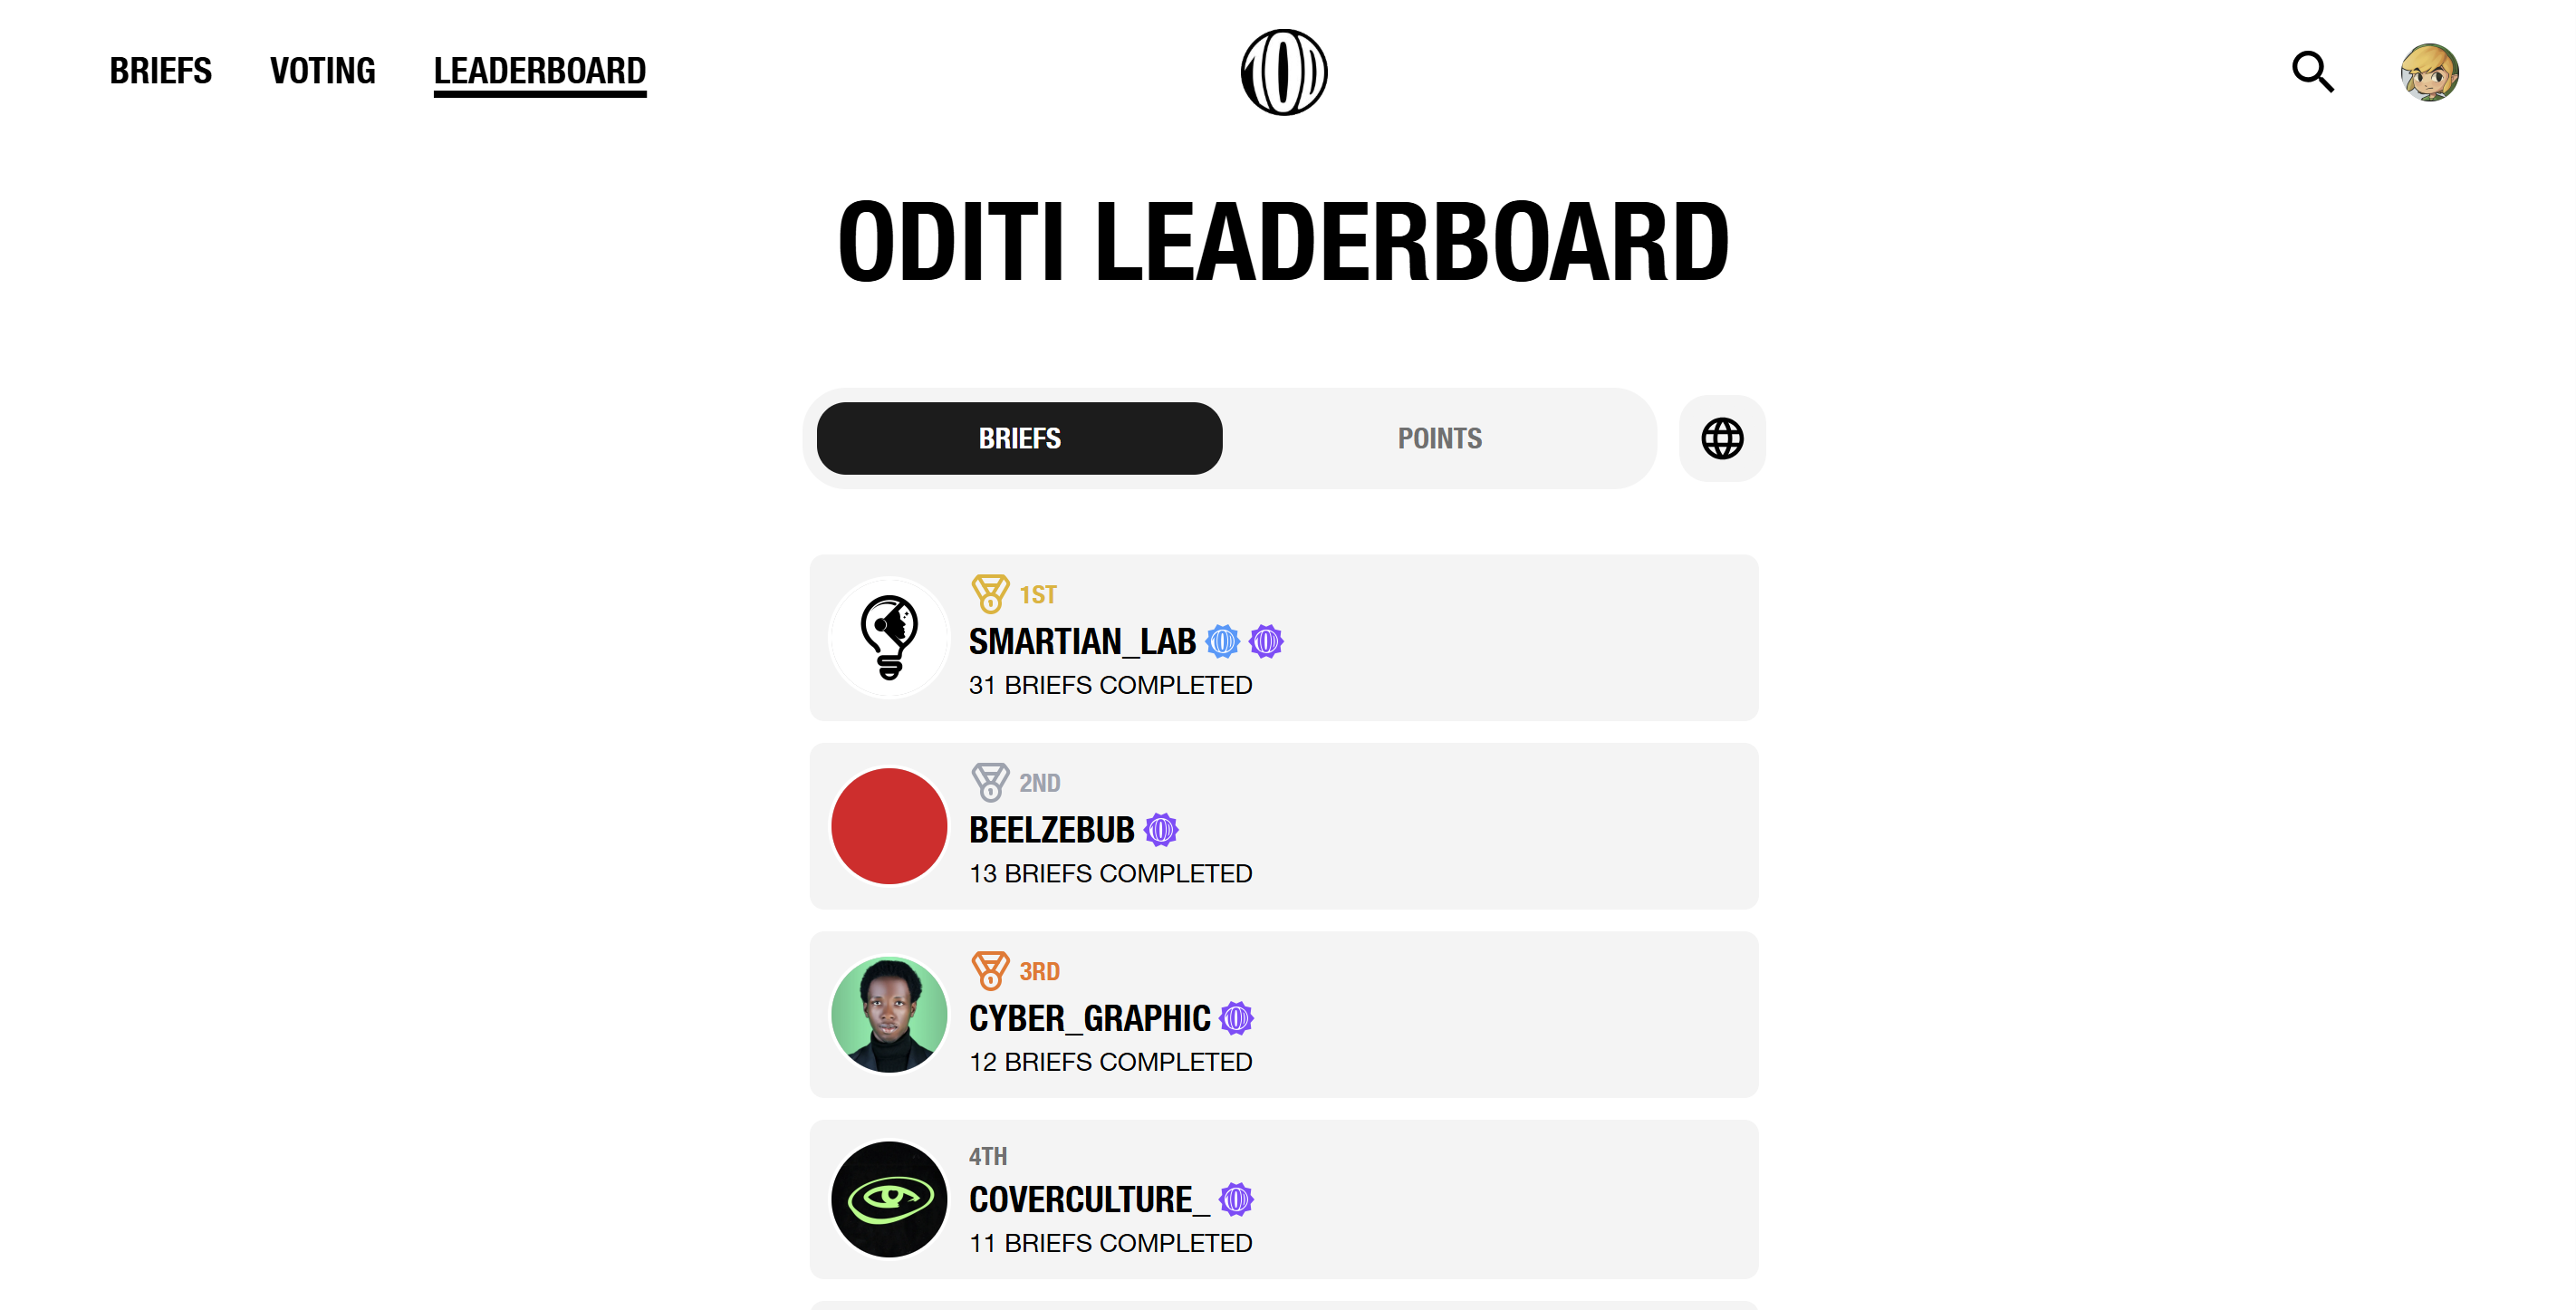 BRIEFS VOTING LEADERBOARD
ODITI LEADERBOARD
BRIEFS POINTS
1ST
SMARTIAN_LAB
31 BRIEFS COMPLETED
2ND
BEELZEBUB
13 BRIEFS COMPLETED
3RD
CYBER_GRAPHIC
12 BRIEFS COMPLETED
4TH
COVERCULTURE_
11 BRIEFS COMPLETED